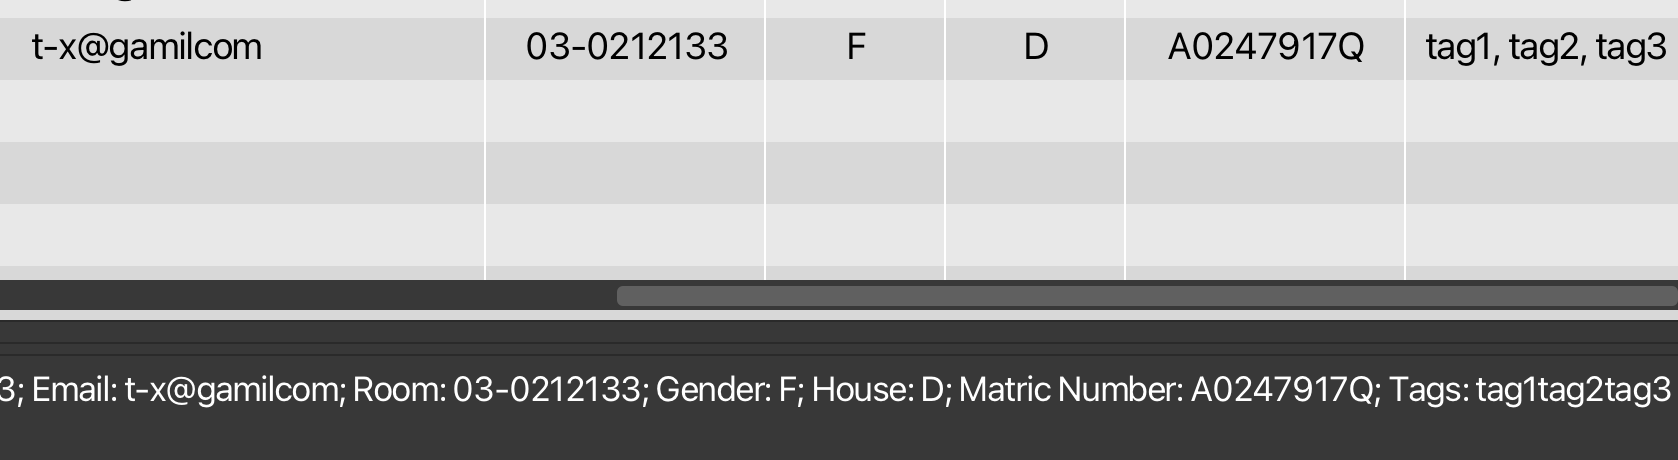 t-x@gamilcom 03-0212133 F D A0247917Q tag1, tag2, tag3
3; Email: t-x@gamilcom; Room: 03-0212133; Gender: F; House: D; Matric Number: A0247917Q; Tags: tag1tag2tag3